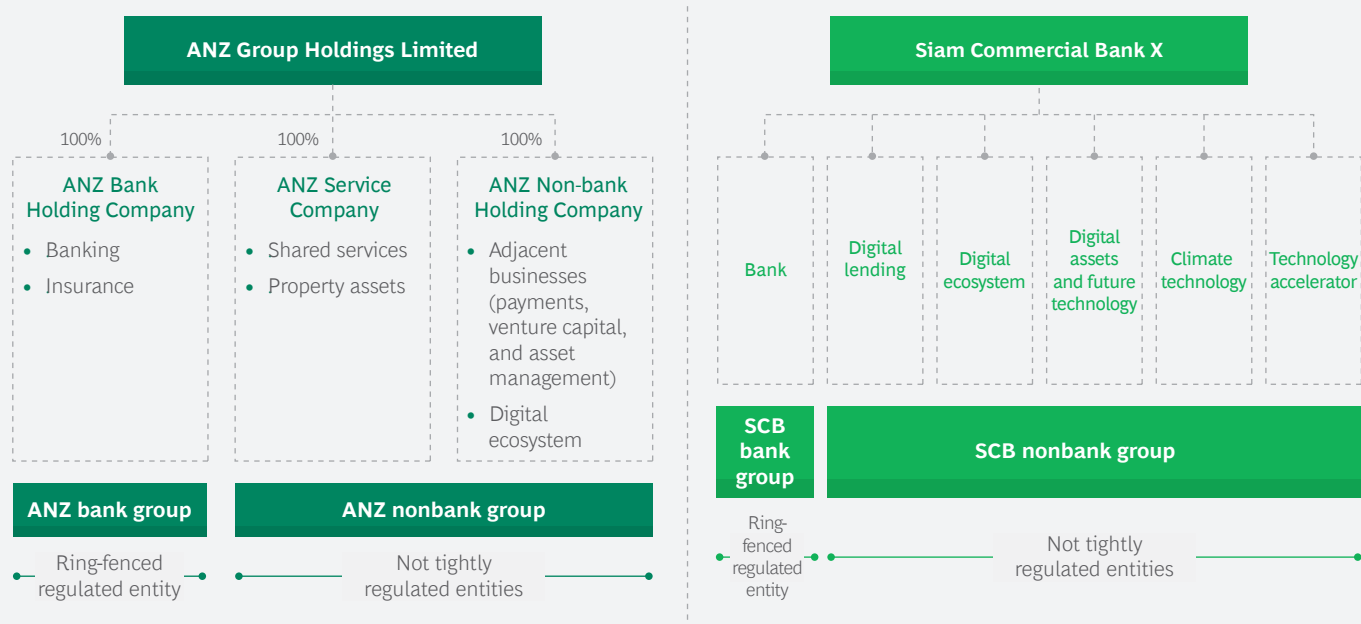 ANZ Group Holdings Limited
100%
100%
100%
ANZ Bank
Holding Company
• Banking
• Insurance
ANZ Service
Company
• Shared services
• Property assets
ANZ Non-bank
Holding Company
• Adjacent
businesses
(payments,
venture capital,
and asset
management)
• Digital
ecosystem
ANZ bank group
ANZ nonbank group
Ring-fenced
regulated entity
Not tightly
regulated entities
Siam Commercial Bank X
Bank
Digital
lending
Digital
ecosystem
Digital
assets
and future
technology
Climate
technology
Technology
accelerator
SCB
bank
group
SCB nonbank group
Ring-
fenced
regulated
entity
Not tightly
regulated entities